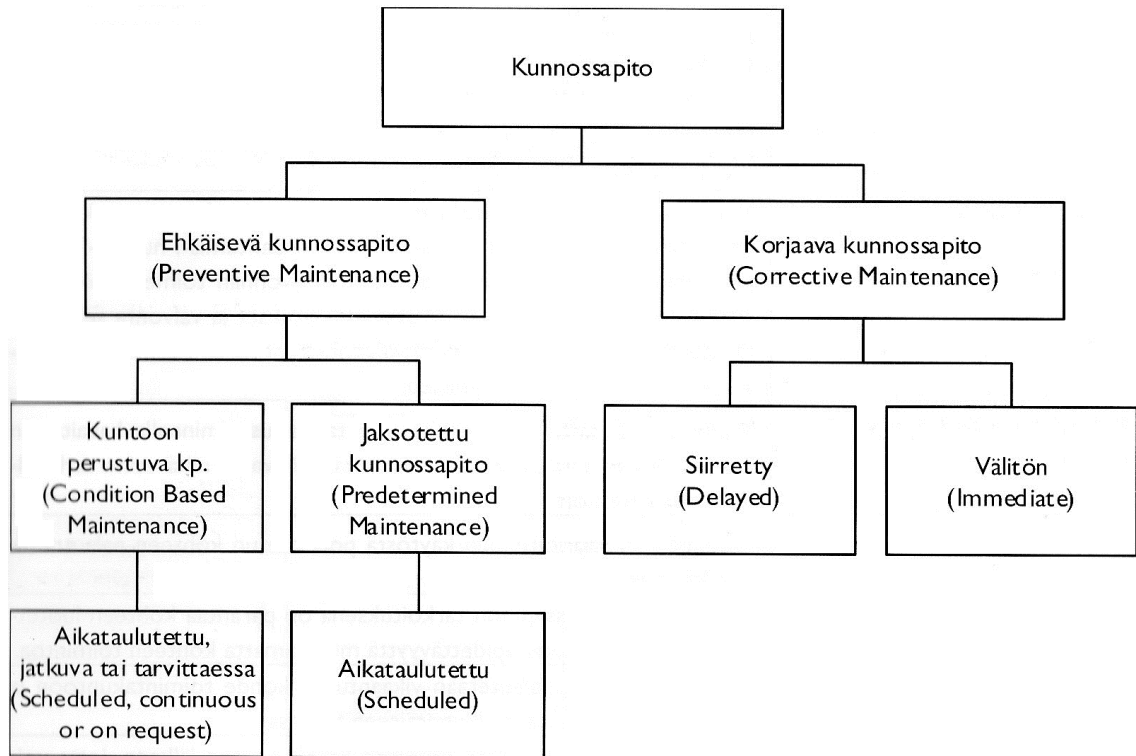 Kunnossapito
Ehkäisevä kunnossapito
(Preventive Maintenance)
Korjaava kunnossapito
(Corrective Maintenance)
Kuntoon
perustuva kp.
(Condition Based
Maintenance)
Jaksotettu
kunnossapito
(Predetermined
Maintenance)
Siirretty
(Delayed)
Välitön
(Immediate)
Aikataulutettu,
jatkuva tai tarvittaessa
(Scheduled, continuous
or on request)
Aikataulutettu
(Scheduled)